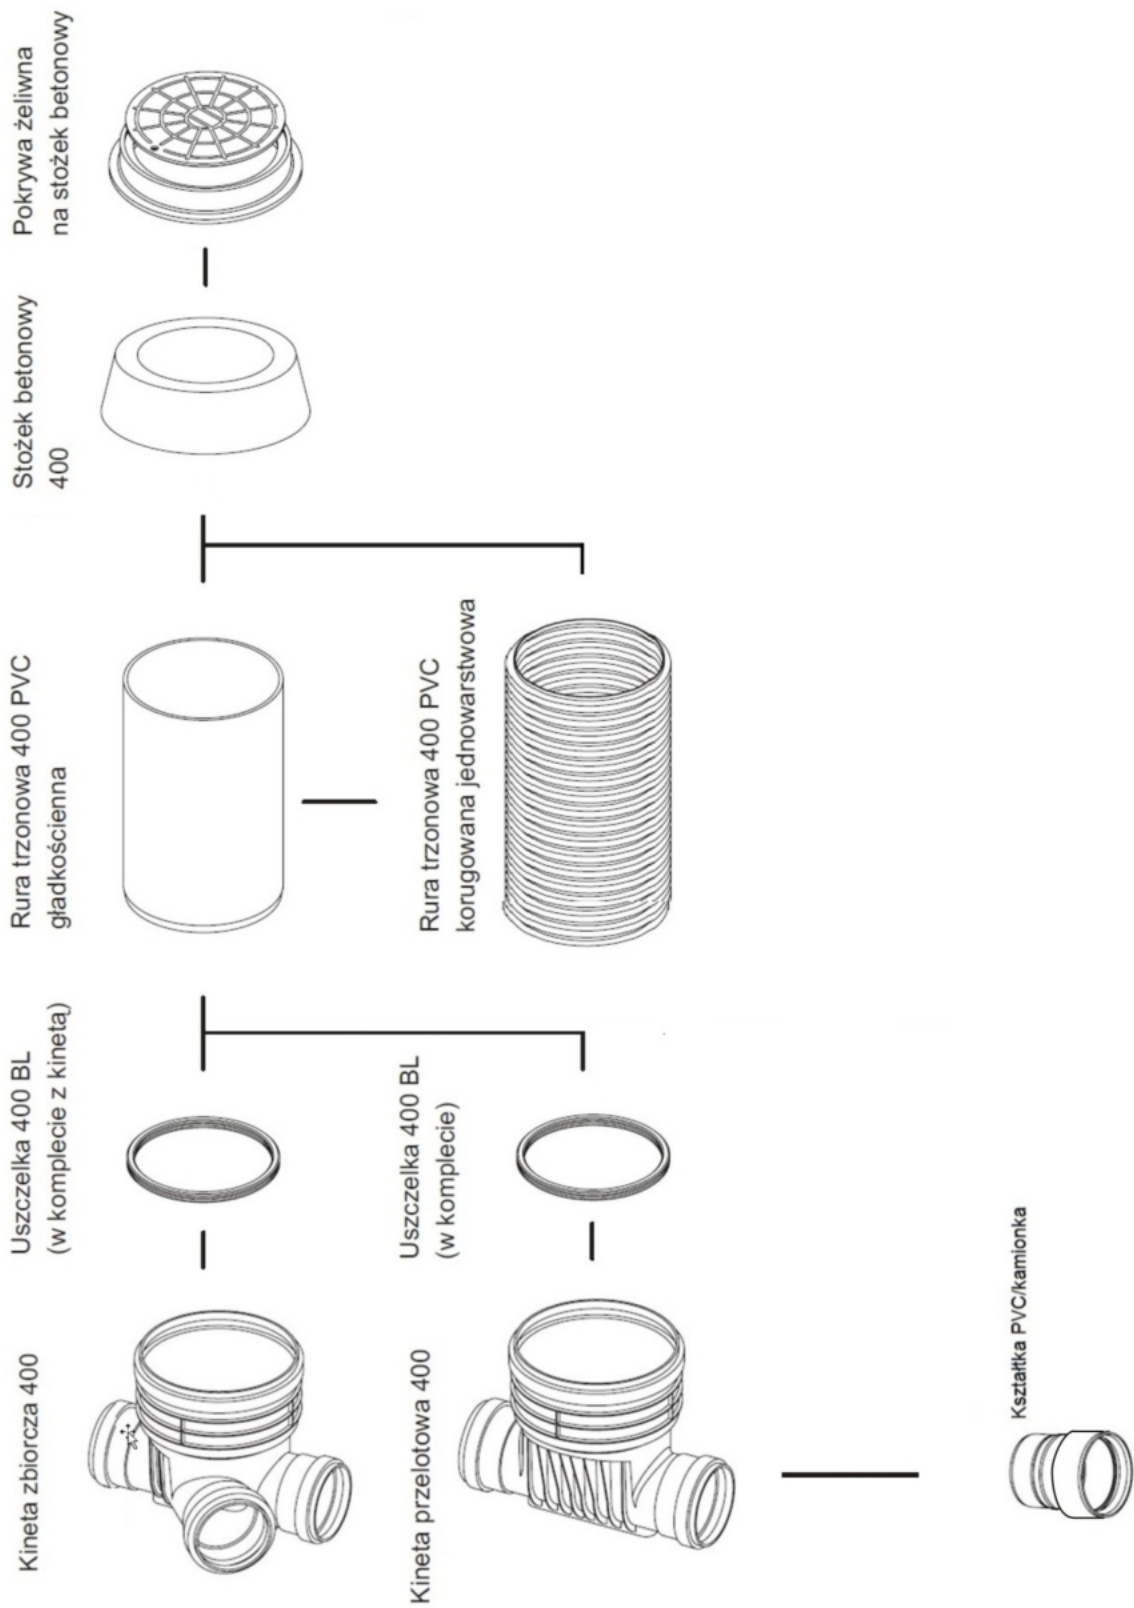 Pokrywa żeliwna
na stożek betonowy
Stożek betonowy
400
Rura trzonowa 400 PVC
gładkościenna
Rura trzonowa 400 PVC
korugowana jednowarstwowa
Uszczelka 400 BL
(w komplecie z kinetą)
Uszczelka 400 BL
(w komplecie)
Kineta zbiorcza 400
Kineta przelotowa 400
Kształtka PVC/kamionka